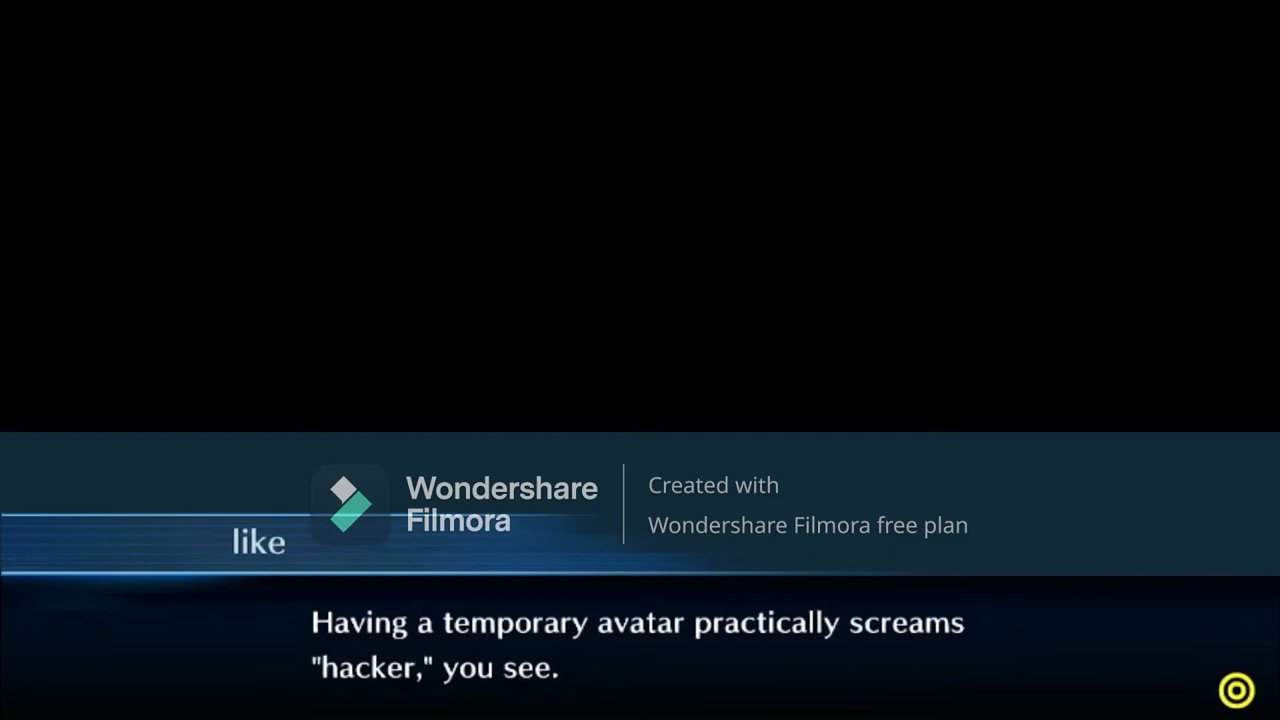 Wondershare
Filmora
Created with
Wondershare Filmora free plan
like
Having a temporary avatar practically screams
"hacker," you see.